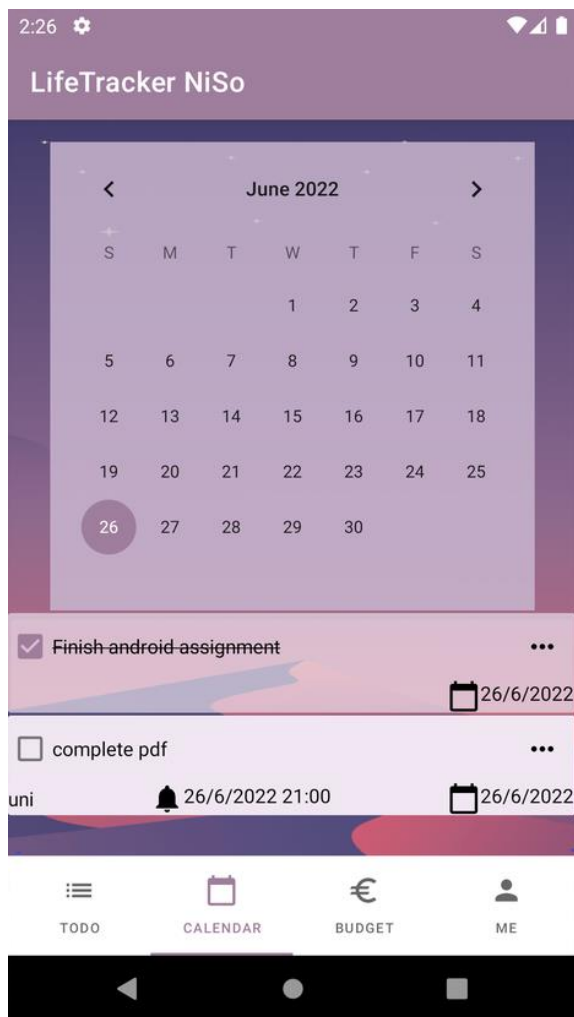 2:26
LifeTracker NiSo
June 2022
S M T W T F S
1 2 3 4
5 6 7 8 9 10 11
12 13 14 15 16 17 18
19 20 21 22 23 24 25
26 27 28 29 30
Finish android assignment
26/6/2022
complete pdf
uni 26/6/2022 21:00 26/6/2022
TODO CALENDAR BUDGET ME